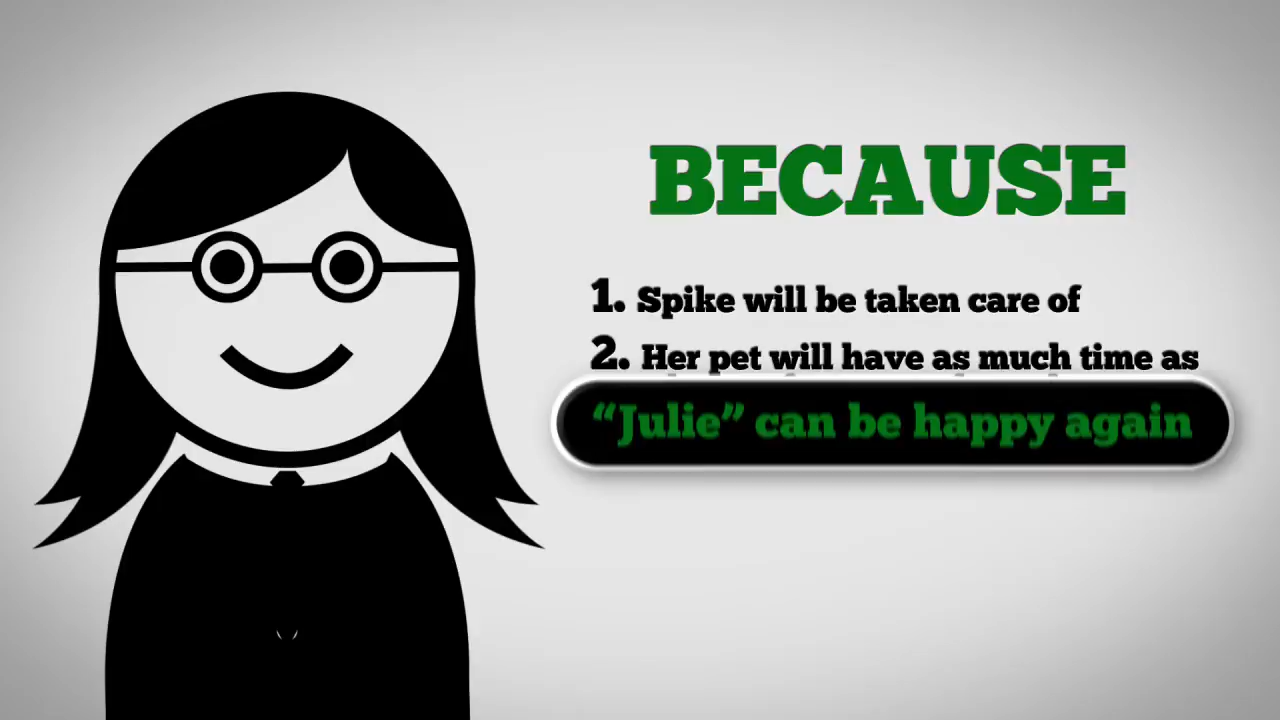 BECAUSE
1. Spike will be taken care of
2. Her pet will have as much time as
“Julie” can be happy again